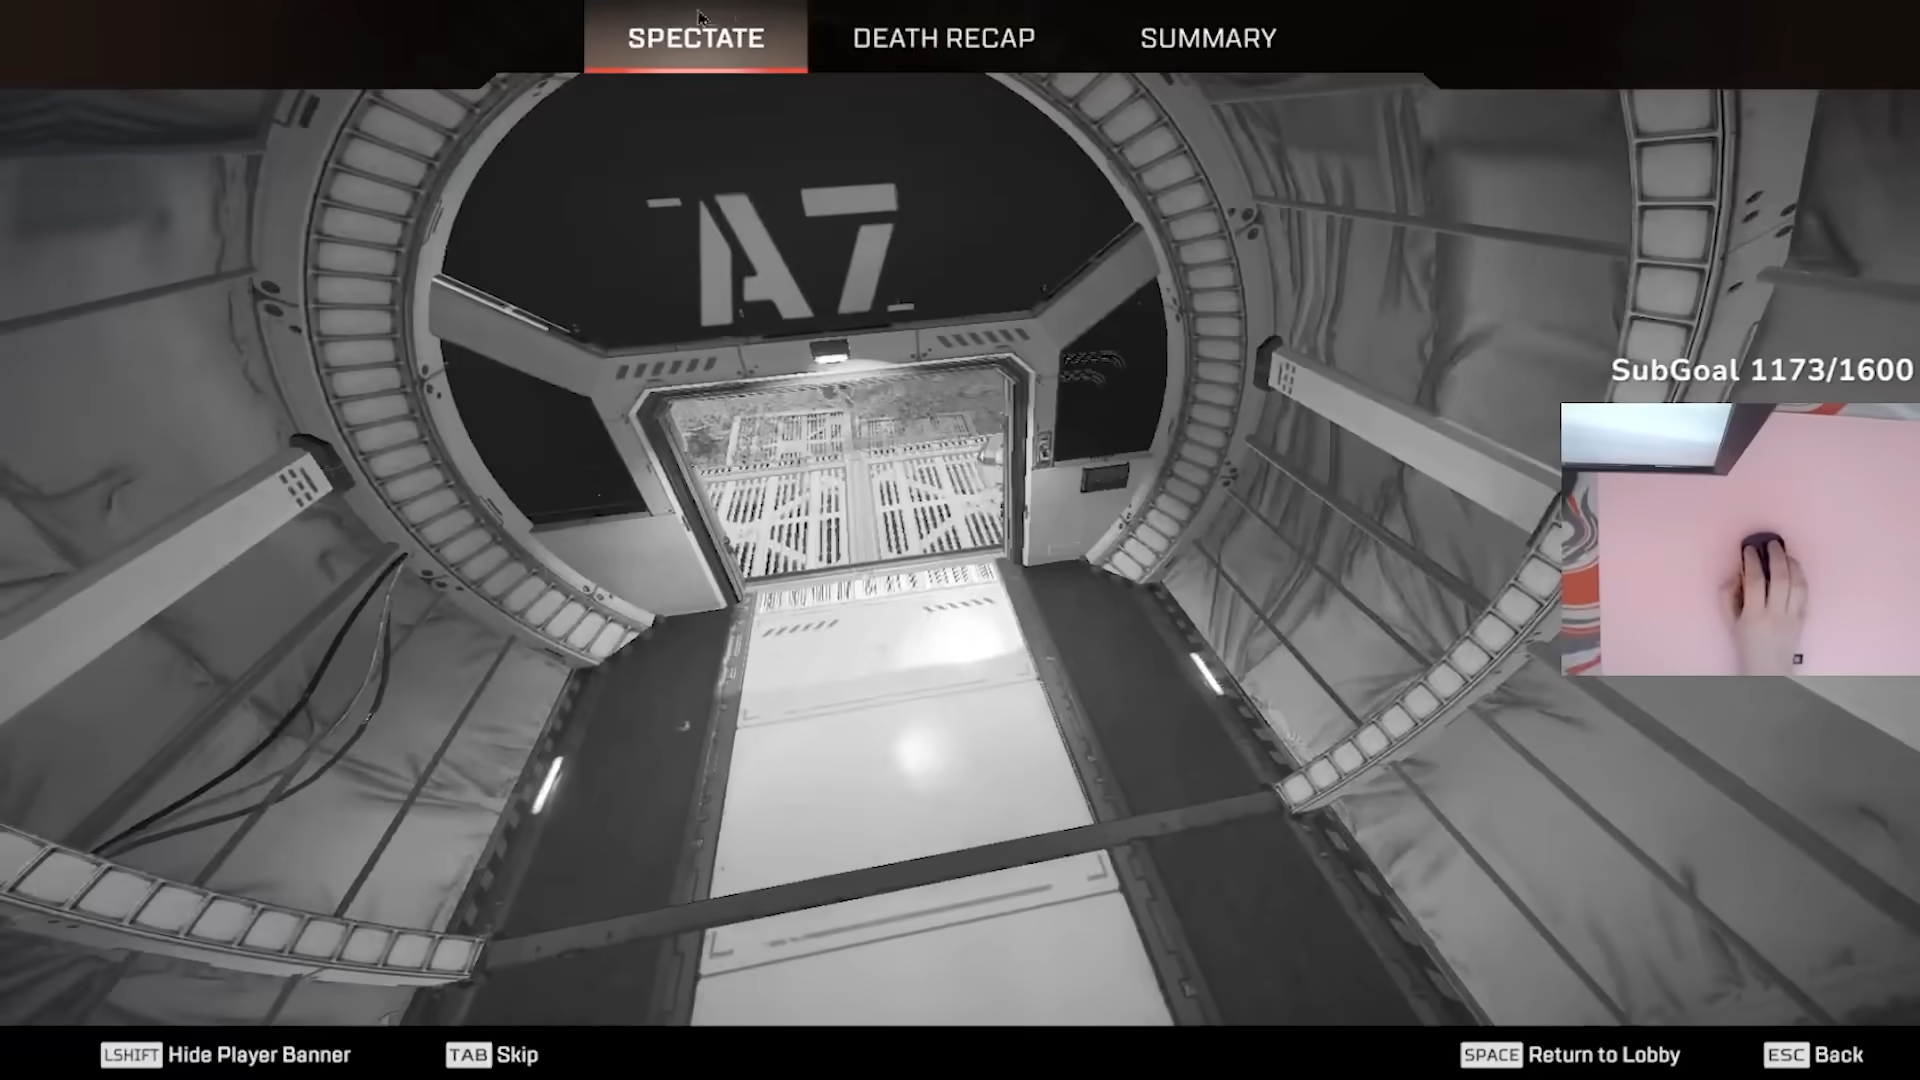 SPECTATE DEATH RECAP SUMMARY
A7
SubGoal 1173/1600
LSHIFT Hide Player Banner TAB Skip SPACE Return to Lobby ESC Back